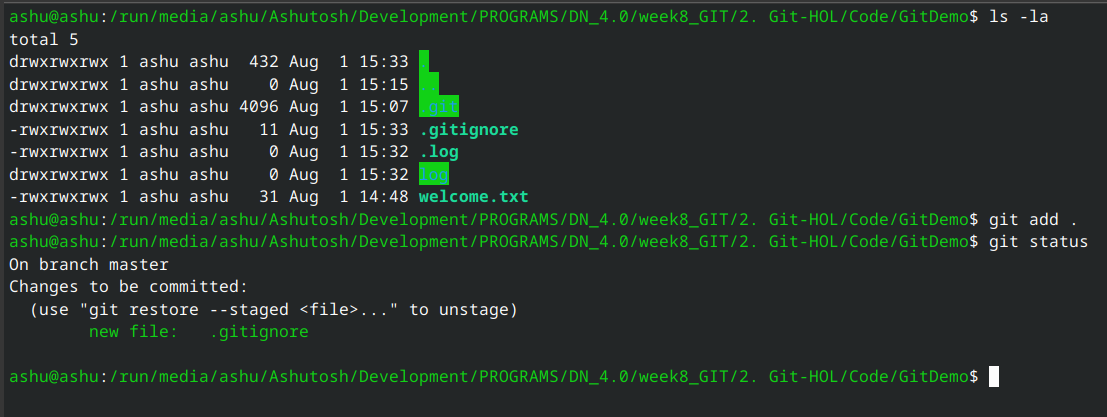 ashu@ashu:/run/media/ashu/Ashutosh/Development/PROGRAMS/DN_4.0/week8_GIT/2. Git-HOL/Code/GitDemo$ ls -la
total 5
drwxrwxrwx 1 ashu ashu  432 Aug  1 15:33 .
drwxrwxrwx 1 ashu ashu    0 Aug  1 15:15 ..
drwxrwxrwx 1 ashu ashu 4096 Aug  1 15:07 .git
-rwxrwxrwx 1 ashu ashu   11 Aug  1 15:33 .gitignore
-rwxrwxrwx 1 ashu ashu    0 Aug  1 15:32 .log
drwxrwxrwx 1 ashu ashu    0 Aug  1 15:32 log
-rwxrwxrwx 1 ashu ashu   31 Aug  1 14:48 welcome.txt
ashu@ashu:/run/media/ashu/Ashutosh/Development/PROGRAMS/DN_4.0/week8_GIT/2. Git-HOL/Code/GitDemo$ git add .
ashu@ashu:/run/media/ashu/Ashutosh/Development/PROGRAMS/DN_4.0/week8_GIT/2. Git-HOL/Code/GitDemo$ git status
On branch master
Changes to be committed:
  (use "git restore --staged <file>..." to unstage)
        new file:   .gitignore
ashu@ashu:/run/media/ashu/Ashutosh/Development/PROGRAMS/DN_4.0/week8_GIT/2. Git-HOL/Code/GitDemo$